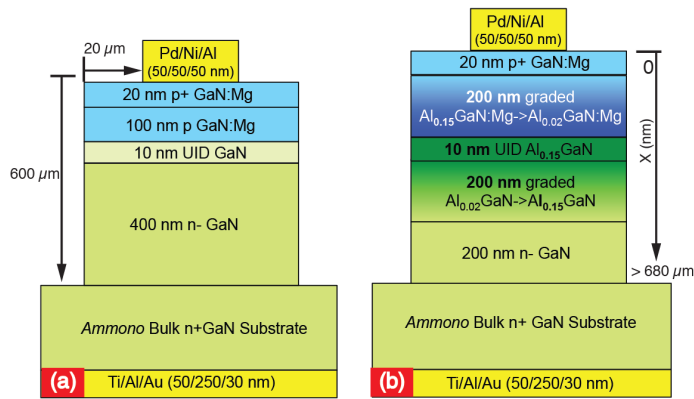 20 µm
Pd/Ni/Al
(50/50/50 nm)
20 nm p+ GaN:Mg
100 nm p GaN:Mg
10 nm UID GaN
600 µm
400 nm n- GaN
Ammono Bulk n+GaN Substrate
(a)
Ti/Al/Au (50/250/30 nm)
Pd/Ni/Al
(50/50/50 nm)
20 nm p+ GaN:Mg
0
200 nm graded
Al0.15GaN:Mg->Al0.02GaN:Mg
10 nm UID Al0.15GaN
X (nm)
200 nm graded
Al0.02GaN->Al0.15GaN
200 nm n- GaN
> 680 µm
Ammono Bulk n+ GaN Substrate
(b)
Ti/Al/Au (50/250/30 nm)